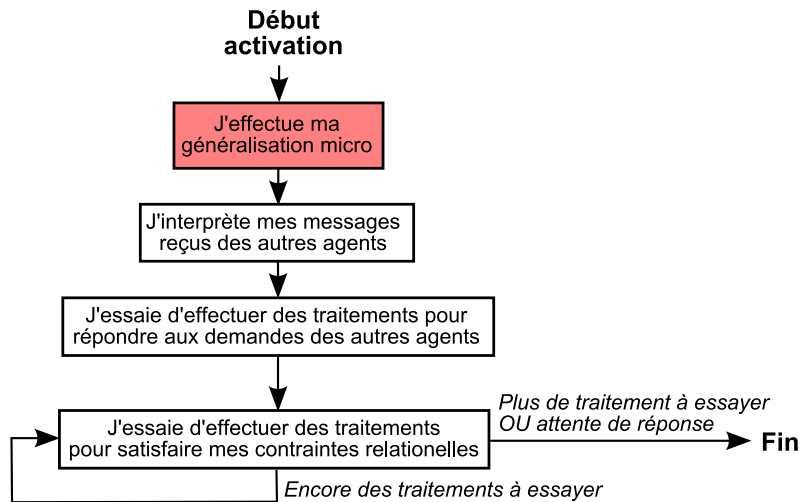 Début
activation
J'effectue ma
généralisation micro
J'interprète mes messages
reçus des autres agents
J'essaie d'effectuer des traitements pour
répondre aux demandes des autres agents
J'essaie d'effectuer des traitements
pour satisfaire mes contraintes relationelles
Plus de traitement à essayer
OU attente de réponse
Fin
Encore des traitements à essayer